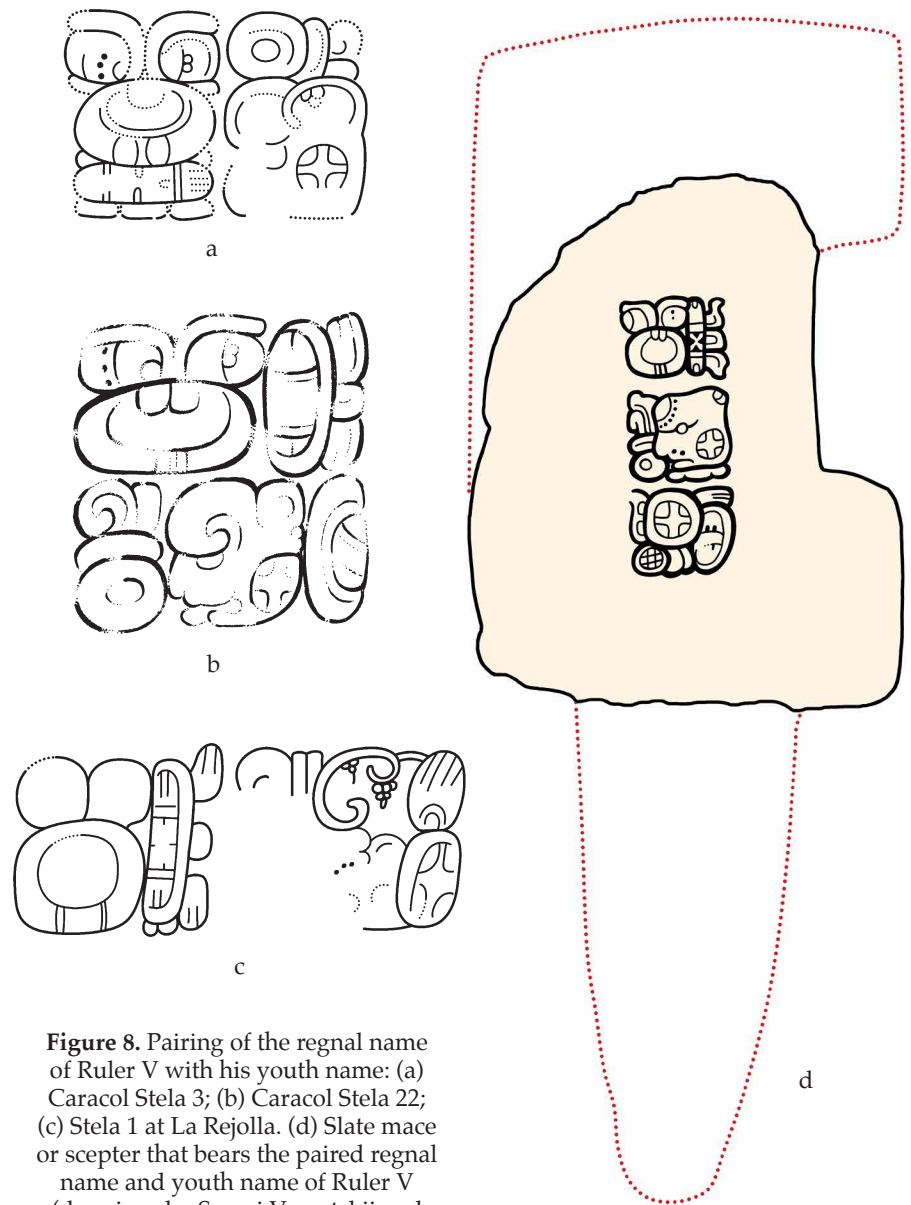 a
b
c
d
Figure 8. Pairing of the regnal name
of Ruler V with his youth name: (a)
Caracol Stela 3; (b) Caracol Stela 22;
(c) Stela 1 at La Rejolla. (d) Slate mace
or scepter that bears the paired regnal
name and youth name of Ruler V